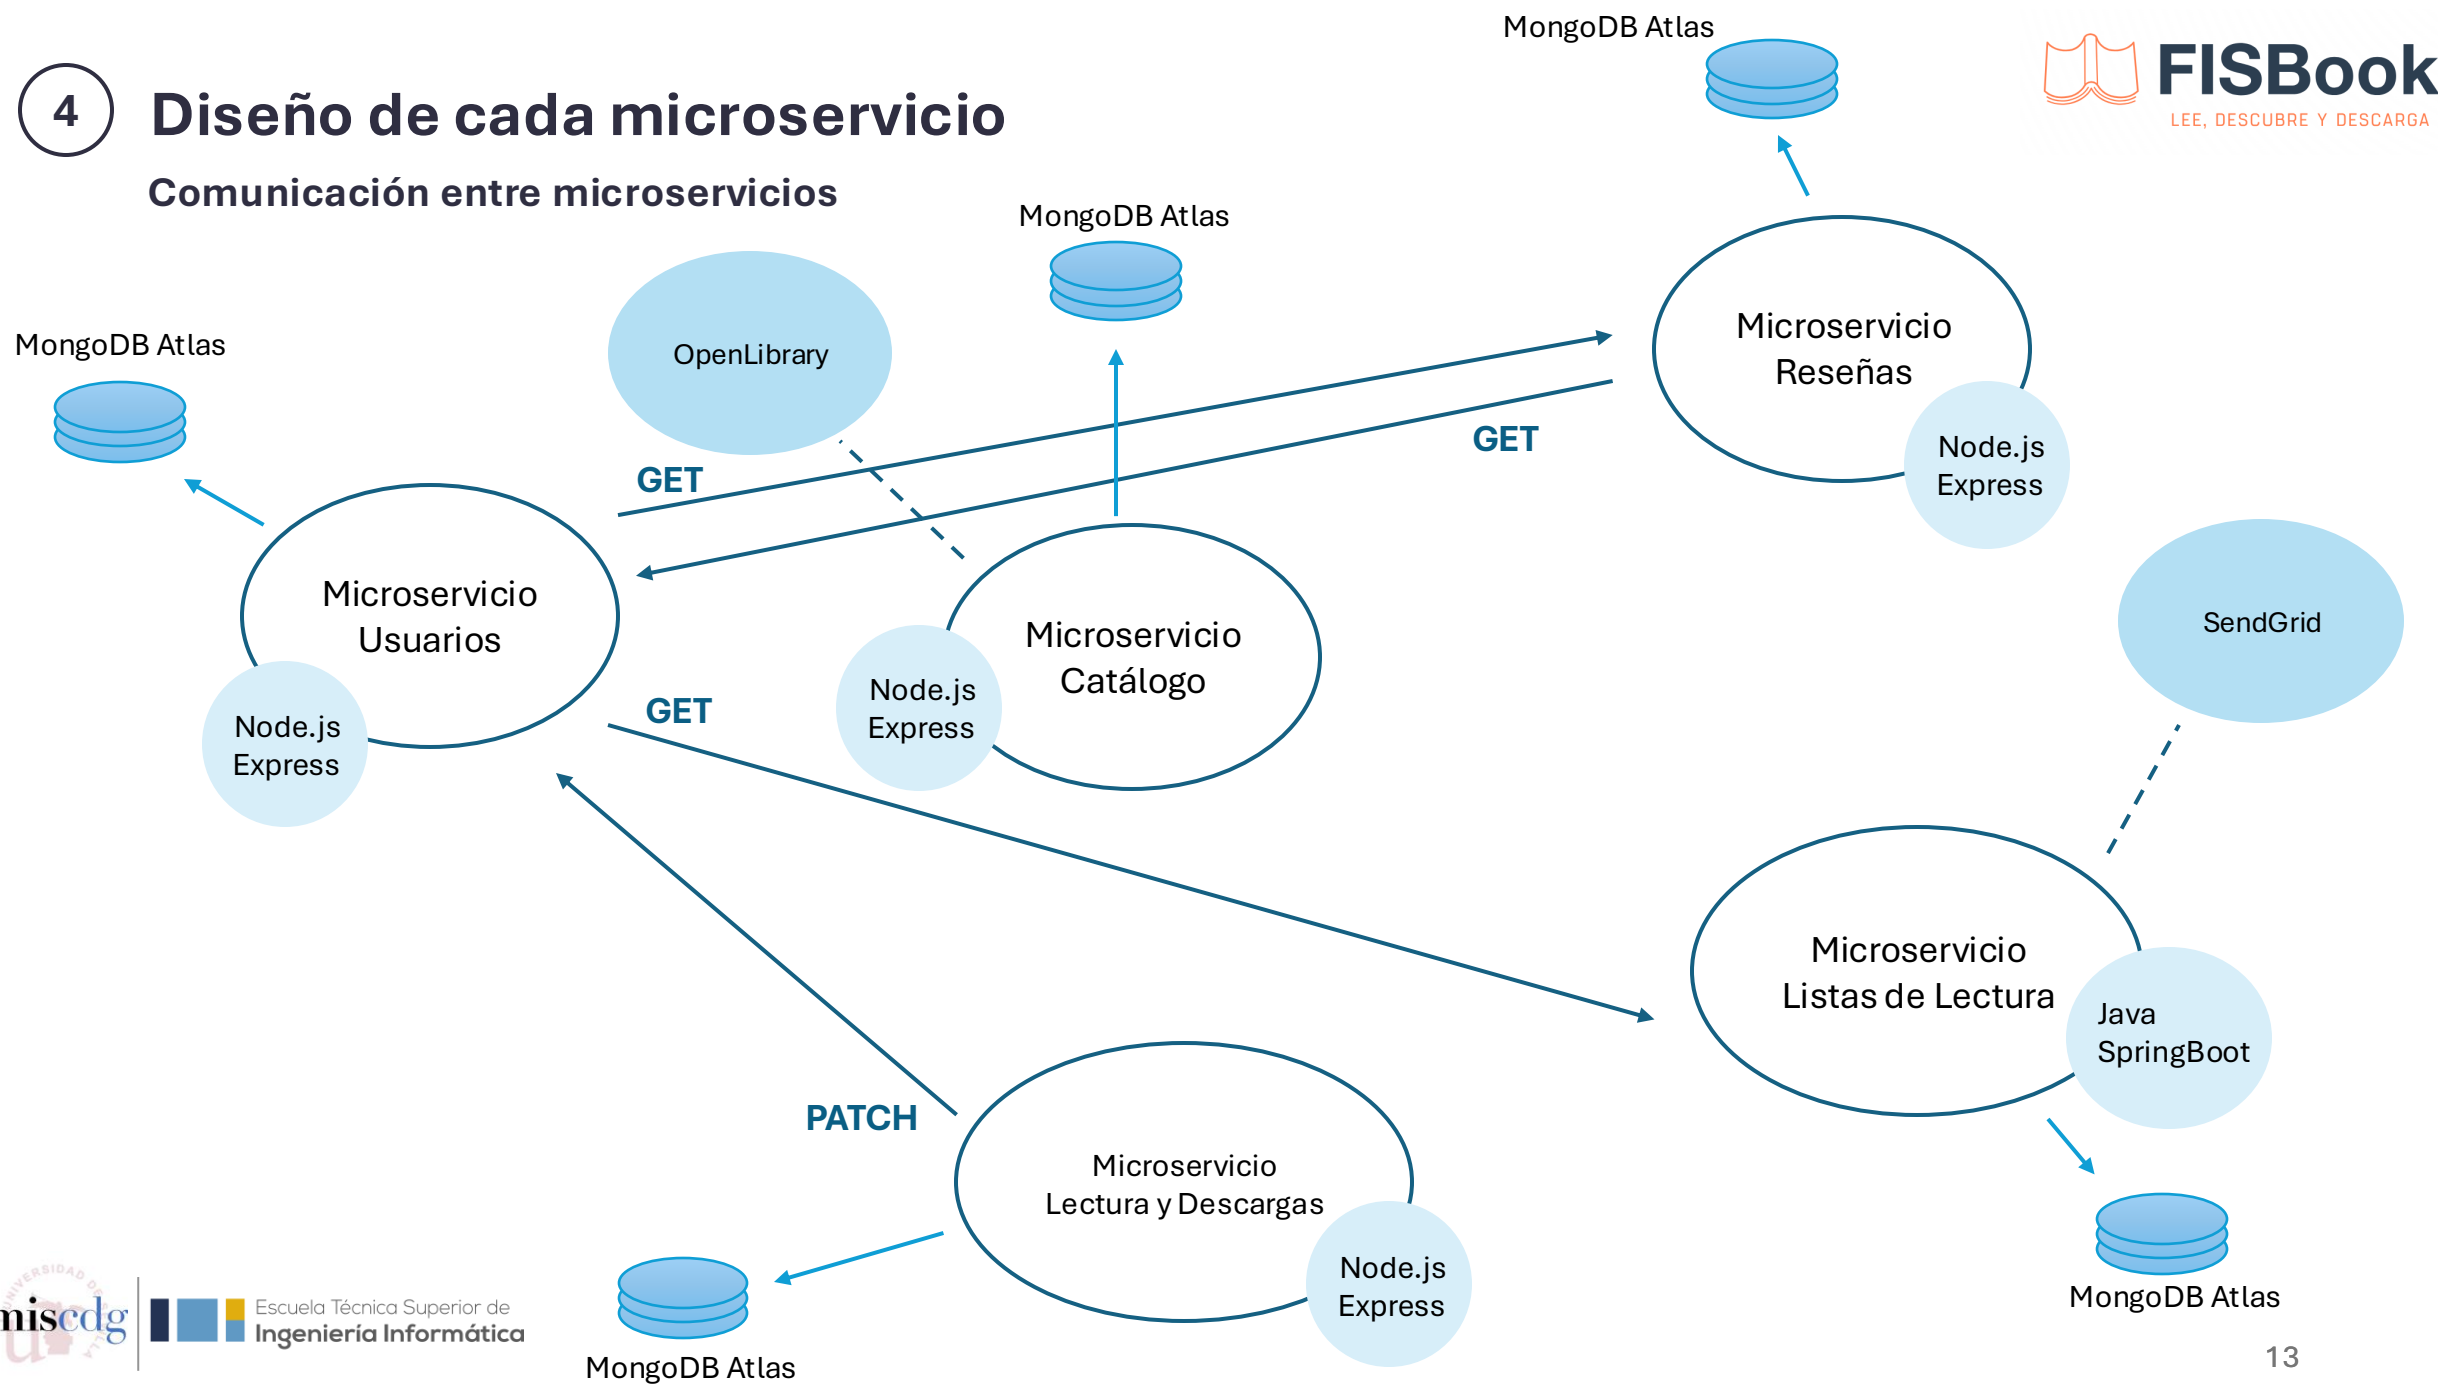 4
Diseño de cada microservicio
Comunicación entre microservicios
MongoDB Atlas
FISBook
LEE, DESCUBRE Y DESCARGA
MongoDB Atlas
MongoDB Atlas
OpenLibrary
Microservicio
Reseñas
Node.js
Express
GET
GET
Microservicio
Usuarios
Node.js
Express
Microservicio
Catálogo
Node.js
Express
SendGrid
GET
Microservicio
Listas de Lectura
Java
SpringBoot
PATCH
Microservicio
Lectura y Descargas
Node.js
Express
MongoDB Atlas
MongoDB Atlas
Escuela Técnica Superior de
Ingeniería Informática
13